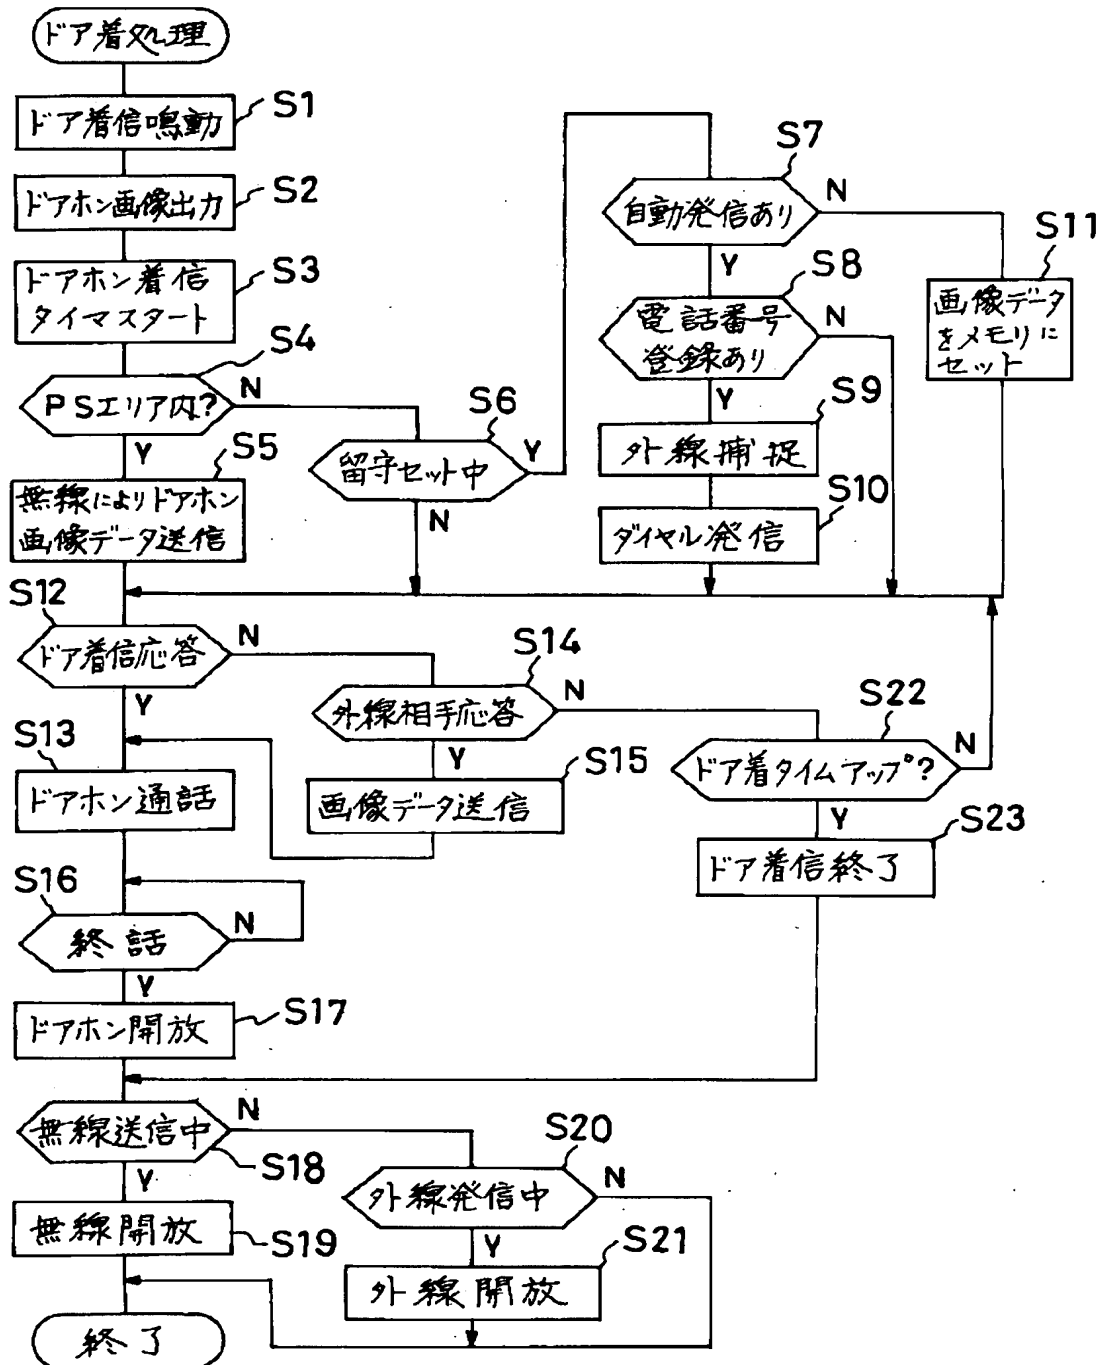 ドア着処理
ドア着信鳴動
S1
ドアホン画像出力
S2
ドアホン着信
タイマスタート
S3
PSエリア内?
S4
N
Y
無線によりドアホン
画像データ送信
S5
留守セット中
S6
Y
N
自動発信あり
S7
N
Y
電話番号
登録あり
S8
N
Y
外線捕捉
S9
ダイヤル発信
S10
画像データ
をメモリに
セット
S11
ドア着信応答
S12
N
Y
ドアホン通話
S13
外線相手応答
S14
N
Y
画像データ送信
S15
ドア着タイムアップ?
S22
N
Y
ドア着信終了
S23
終話
S16
N
Y
ドアホン開放
S17
無線送信中
S18
N
Y
無線開放
S19
外線発信中
S20
N
Y
外線開放
S21
終了